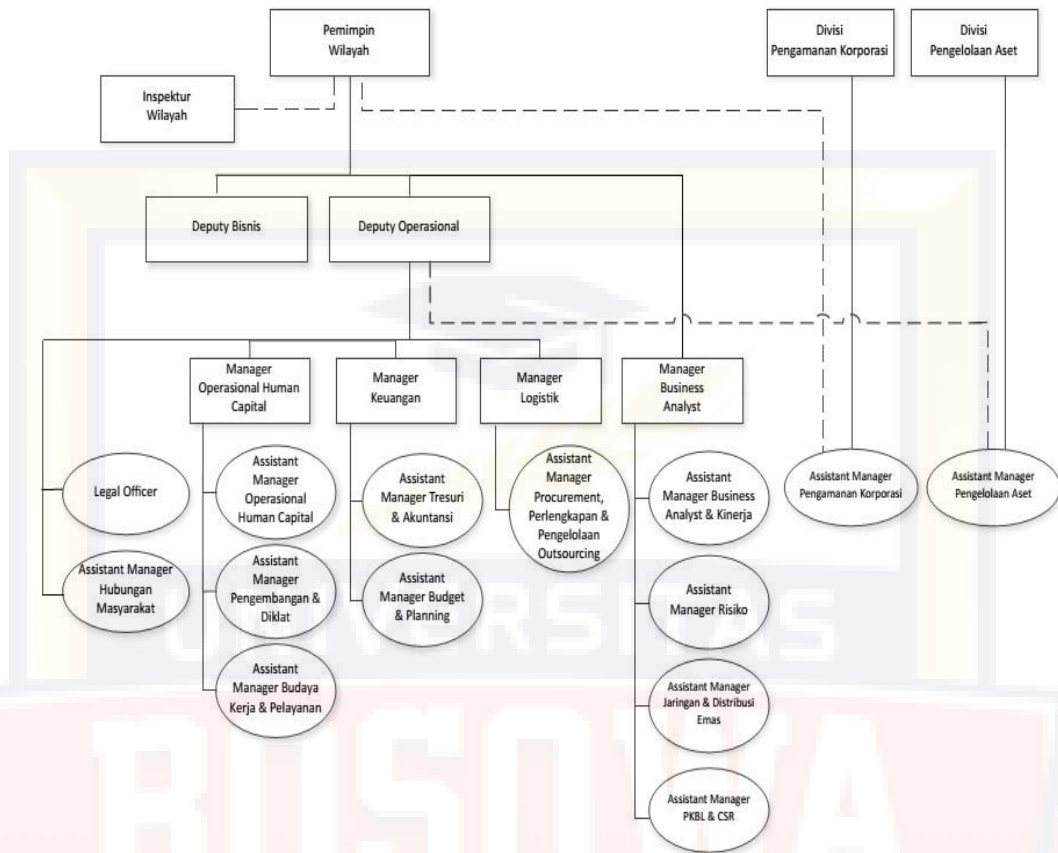 Pemimpin
Wilayah
Divisi
Pengamanan Korporasi
Divisi
Pengelolaan Aset
Inspektur
Wilayah
Deputy Bisnis
Deputy Operasional
Manager
Operasional Human
Capital
Manager
Keuangan
Manager
Logistik
Manager
Business
Analyst
Legal Officer
Assistant Manager
Hubungan
Masyarakat
Assistant
Manager
Operasional
Human Capital
Assistant
Manager
Pengembangan &
Diklat
Assistant
Manager Budaya
Kerja & Pelayanan
Assistant
Manager Tresuri
& Akuntansi
Assistant
Manager Budget
& Planning
Assistant
Manager
Procurement,
Perlengkapan &
Pengelolaan
Outsourcing
Assistant
Manager Business
Analyst & Kinerja
Assistant
Manager Risiko
Assistant Manager
Jaringan & Distribusi
Emas
Assistant Manager
PKBL & CSR
Assistant Manager
Pengamanan Korporasi
Assistant Manager
Pengelolaan Aset
UNIVERSITAS
BOSOWA